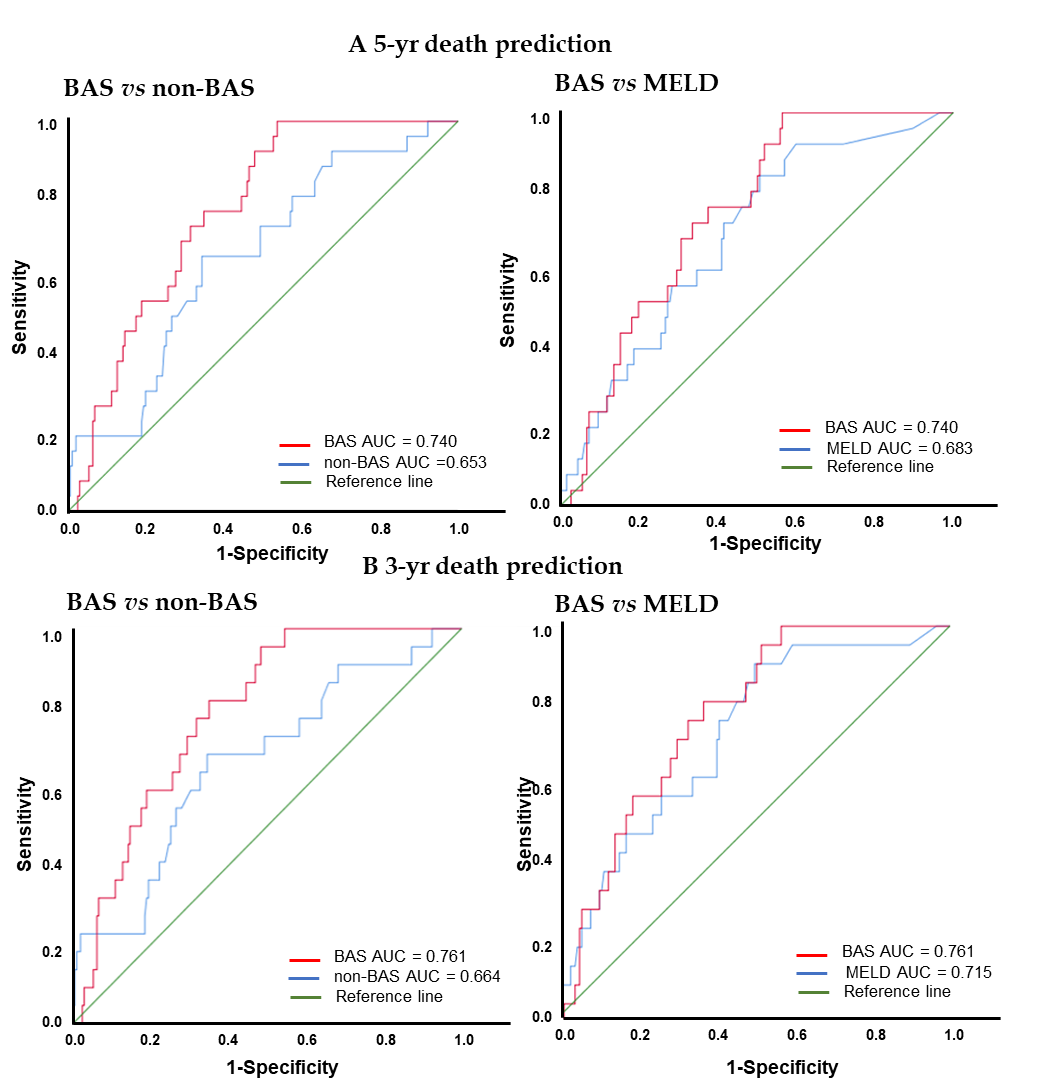 A 5-yr death prediction
BAS vs non-BAS
1.0
0.8
0.6
0.4
0.2
0.0
Sensitivity
0.0 0.2 0.4 0.6 0.8 1.0
1-Specificity
BAS AUC = 0.740
non-BAS AUC =0.653
Reference line
BAS vs MELD
1.0
0.8
0.6
0.4
0.2
0.0
Sensitivity
0.0 0.2 0.4 0.6 0.8 1.0
1-Specificity
BAS AUC = 0.740
MELD AUC = 0.683
Reference line
B 3-yr death prediction
BAS vs non-BAS
1.0
0.8
0.6
0.4
0.2
0.0
Sensitivity
0.0 0.2 0.4 0.6 0.8 1.0
1-Specificity
BAS AUC = 0.761
non-BAS AUC = 0.664
Reference line
BAS vs MELD
1.0
0.8
0.6
0.4
0.2
0.0
Sensitivity
0.0 0.2 0.4 0.6 0.8 1.0
1-Specificity
BAS AUC = 0.761
MELD AUC = 0.715
Reference line